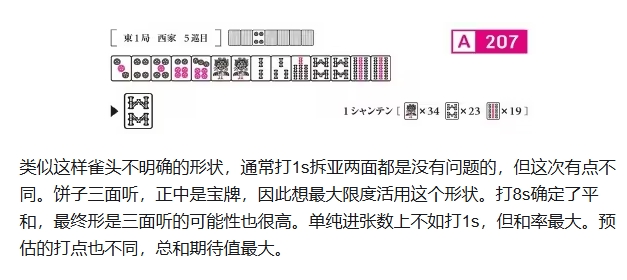 [ 東1局 西家 5巡目 ]
A 207
1シャンテン [ ×34 ×23 ×19 ]
类似这样雀头不明确的形状，通常打1s拆亚两面都是没有问题的，但这次有点不
同。饼子三面听，正中是宝牌，因此想最大限度活用这个形状。打8s确定了平
和，最终形是三面听的可能性也很高。单纯进张数上不如打1s，但和率最大。预
估的打点也不同，总和期待值最大。